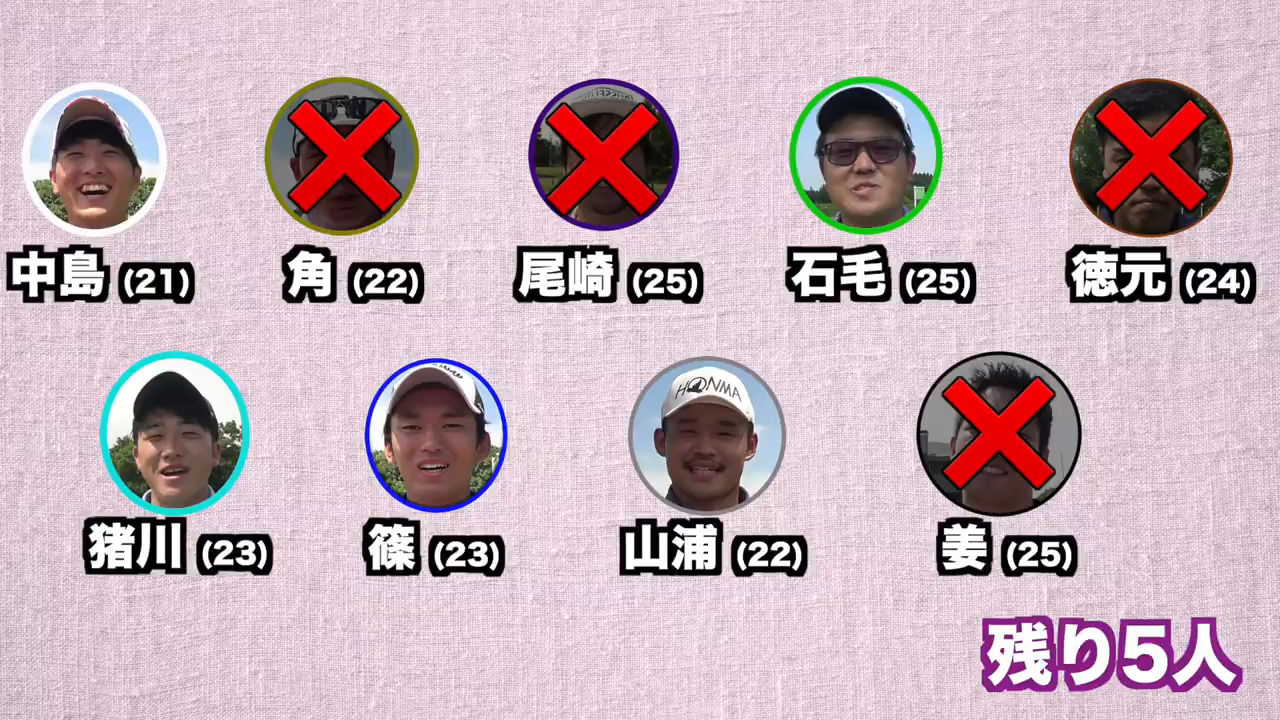 HONMA
中島 (21)
角 (22)
尾崎 (25)
石毛 (25)
徳元 (24)
猪川 (23)
篠 (23)
山浦 (22)
姜 (25)
残り5人